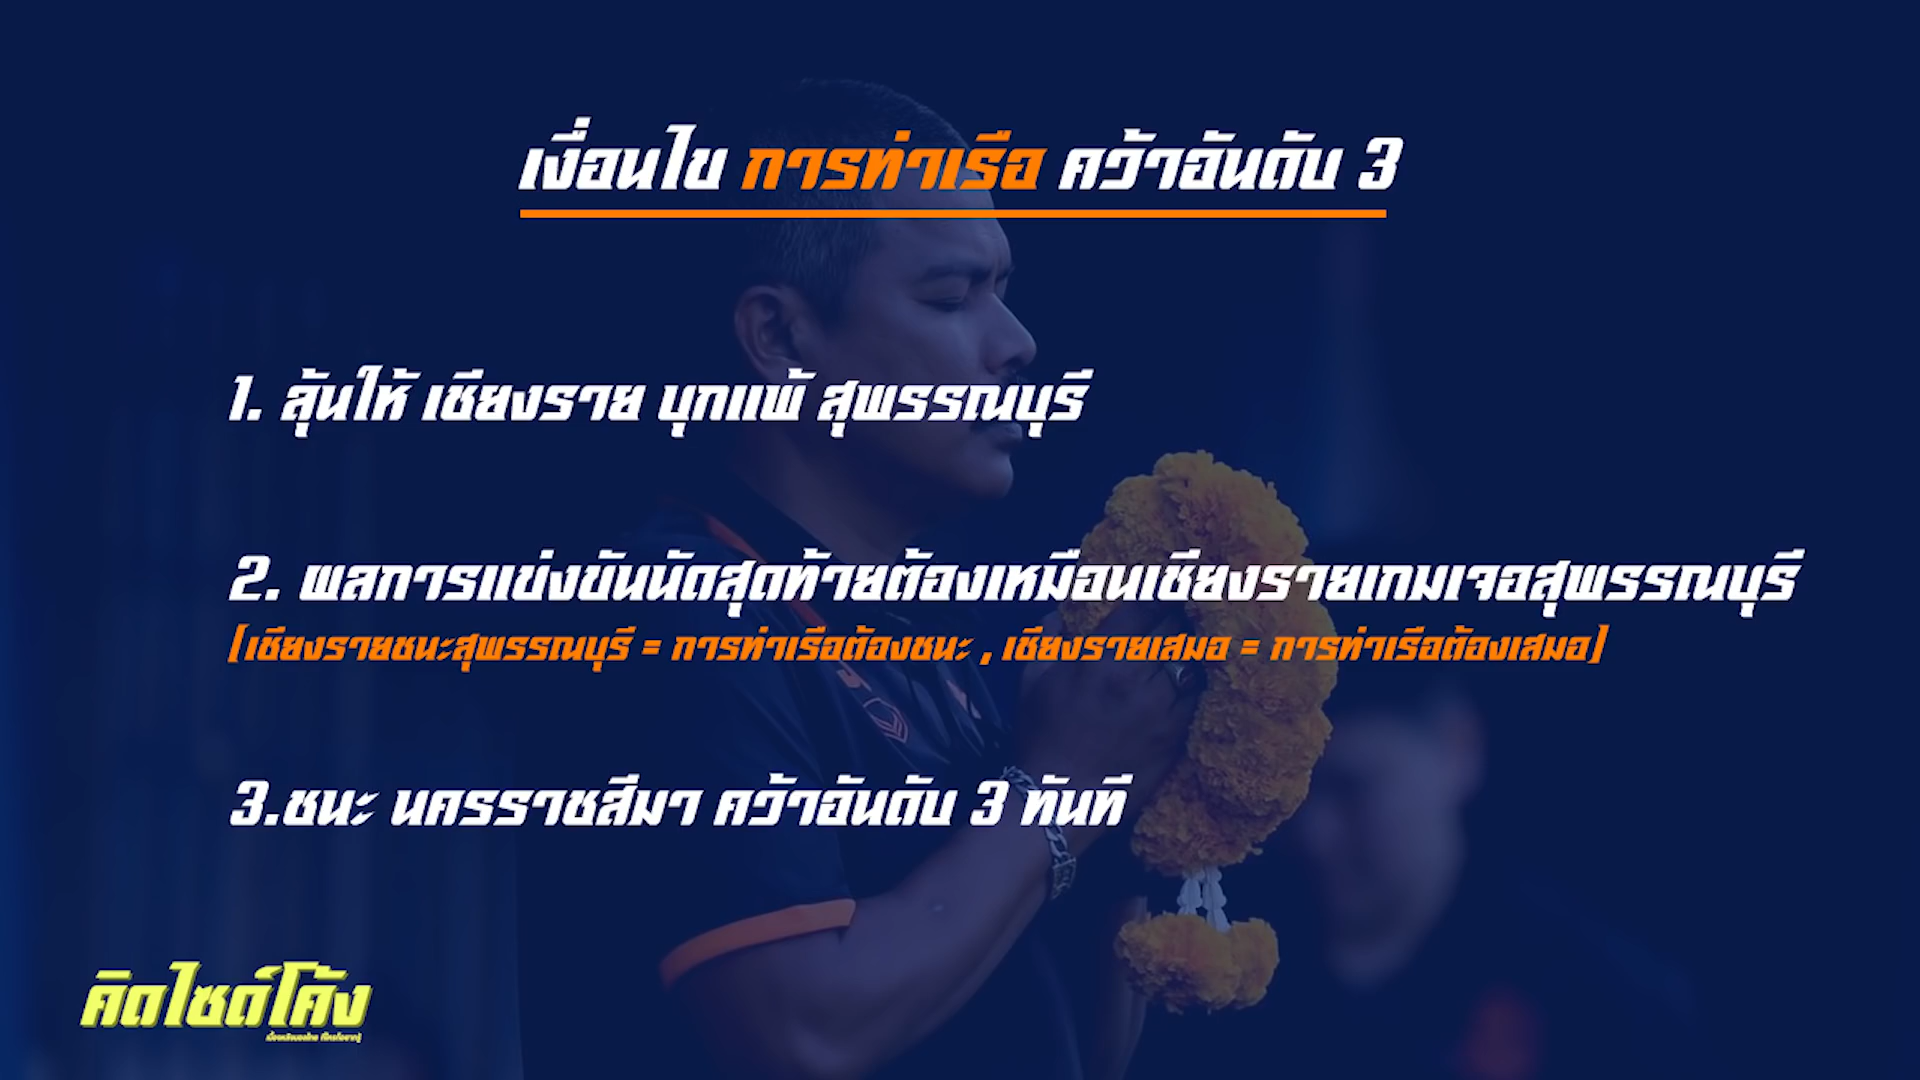 เงื่อนไข การท่าเรือ คว้าอันดับ 3
1. ลุ้นให้ เชียงราย บุกแพ้ สุพรรณบุรี
2. ผลการแข่งขันนัดสุดท้ายต้องเหมือนเชียงรายเกมเจอสุพรรณบุรี
(เชียงรายชนะสุพรรณบุรี = การท่าเรือต้องชนะ , เชียงรายเสมอ = การท่าเรือต้องเสมอ)
3.ชนะ นครราชสีมา คว้าอันดับ 3 ทันที
คิดไซด์โค้ง